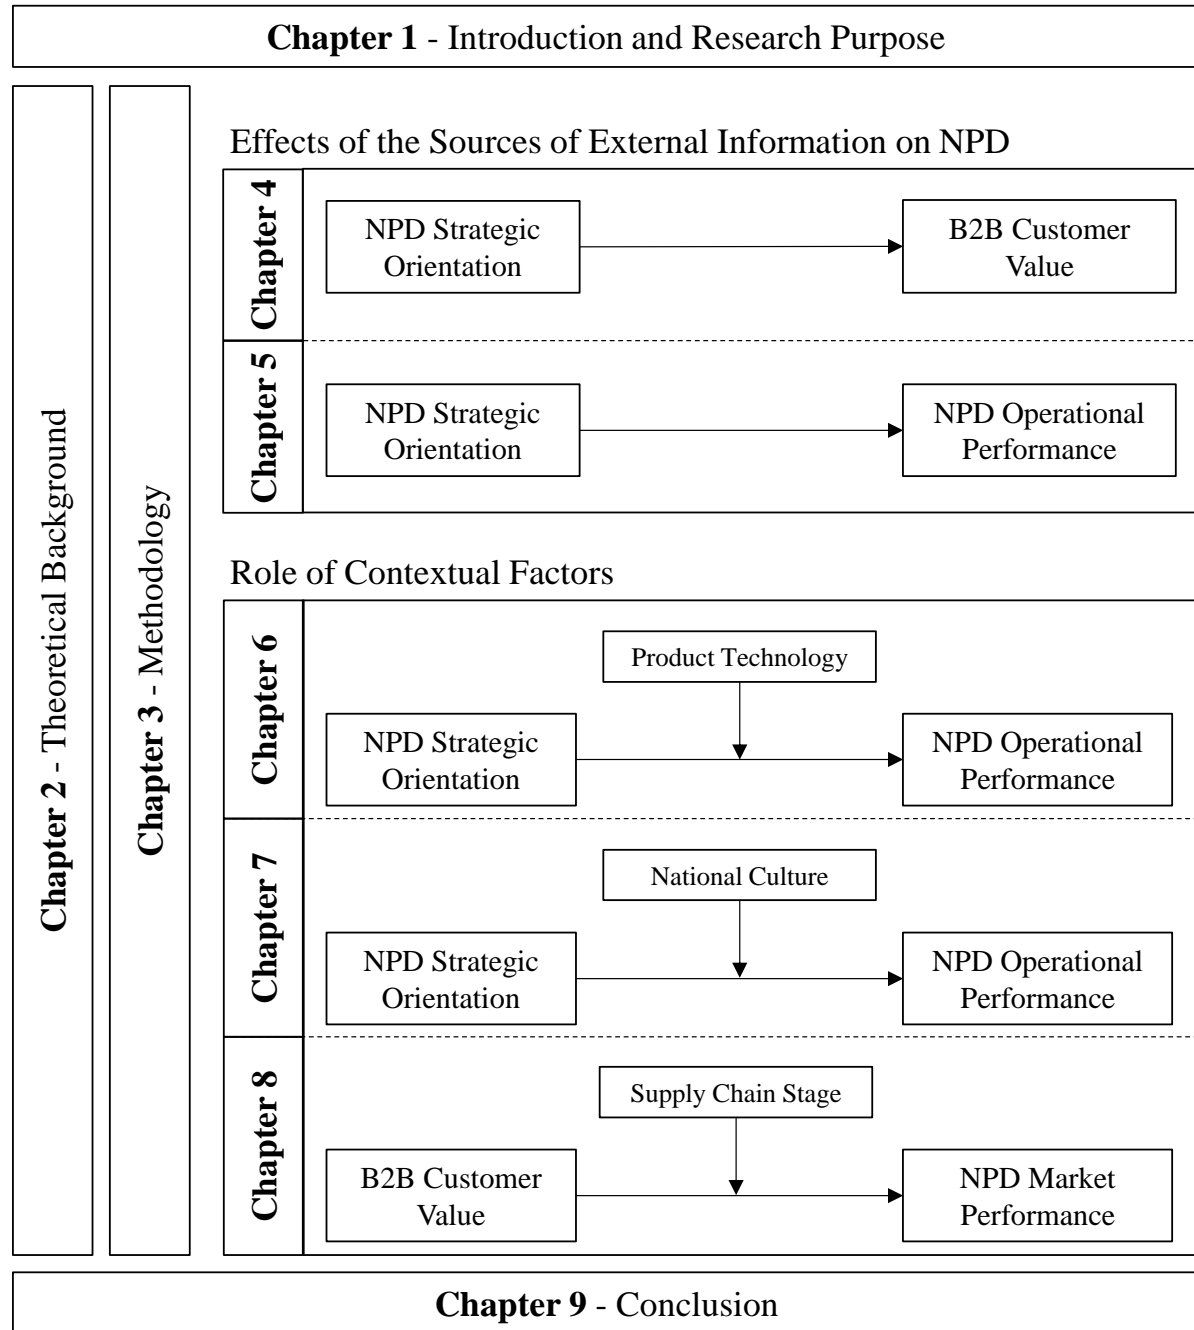 Chapter 1 - Introduction and Research Purpose
Chapter 2 - Theoretical Background
Chapter 3 - Methodology
Effects of the Sources of External Information on NPD
Chapter 4
NPD Strategic
Orientation
B2B Customer
Value
Chapter 5
NPD Strategic
Orientation
NPD Operational
Performance
Role of Contextual Factors
Chapter 6
Product Technology
NPD Strategic
Orientation
NPD Operational
Performance
Chapter 7
National Culture
NPD Strategic
Orientation
NPD Operational
Performance
Chapter 8
Supply Chain Stage
B2B Customer
Value
NPD Market
Performance
Chapter 9 - Conclusion